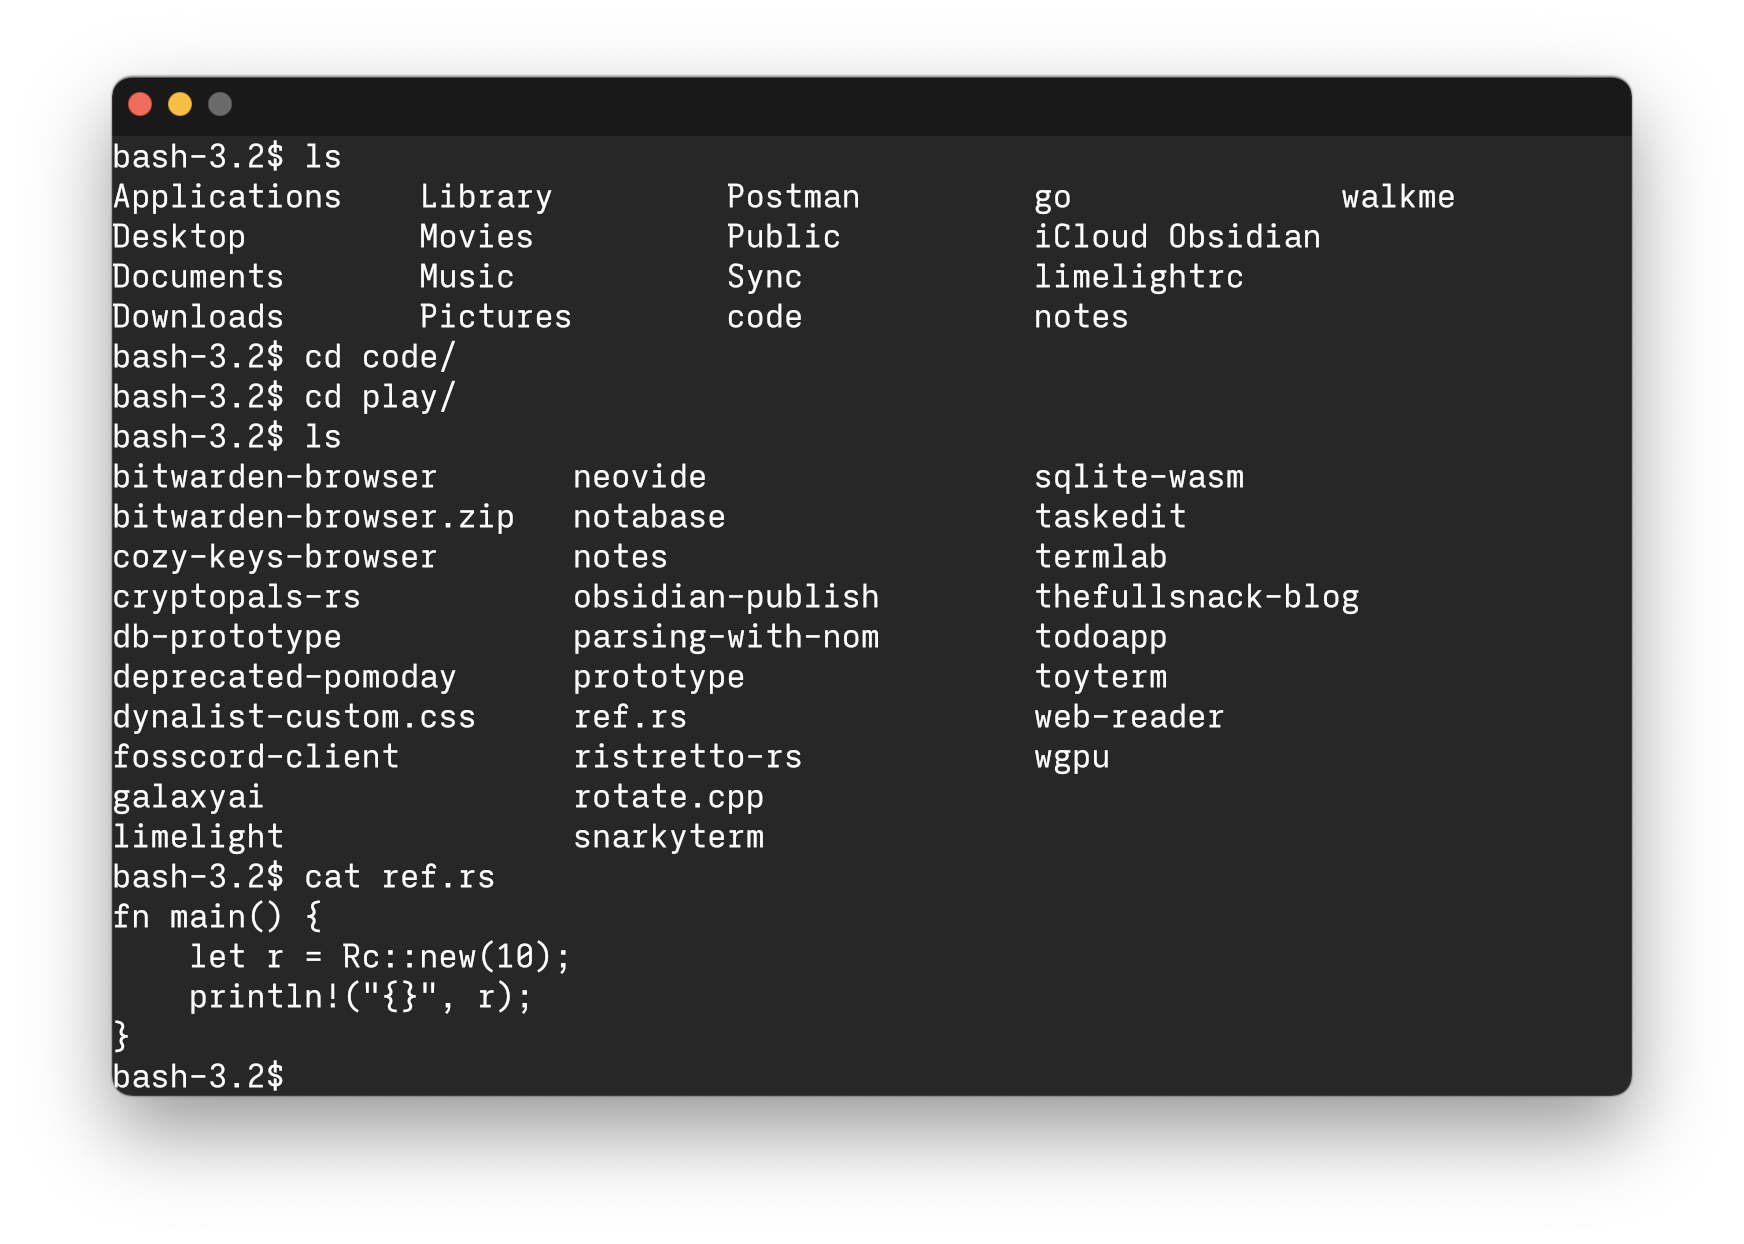 bash-3.2$ ls
Applications    Library         Postman         go              walkme
Desktop         Movies          Public          iCloud Obsidian
Documents       Music           Sync            limelightrc
Downloads       Pictures        code            notes
bash-3.2$ cd code/
bash-3.2$ cd play/
bash-3.2$ ls
bitwarden-browser       neovide                 sqlite-wasm
bitwarden-browser.zip   notabase                taskedit
cozy-keys-browser       notes                   termlab
cryptopals-rs           obsidian-publish        thefullsnack-blog
db-prototype            parsing-with-nom        todoapp
deprecated-pomoday      prototype               toyterm
dynalist-custom.css     ref.rs                  web-reader
fosscord-client         ristretto-rs            wgpu
galaxyai                rotate.cpp
limelight               snarkyterm
bash-3.2$ cat ref.rs
fn main() {
    let r = Rc::new(10);
    println!("{}", r);
}
bash-3.2$